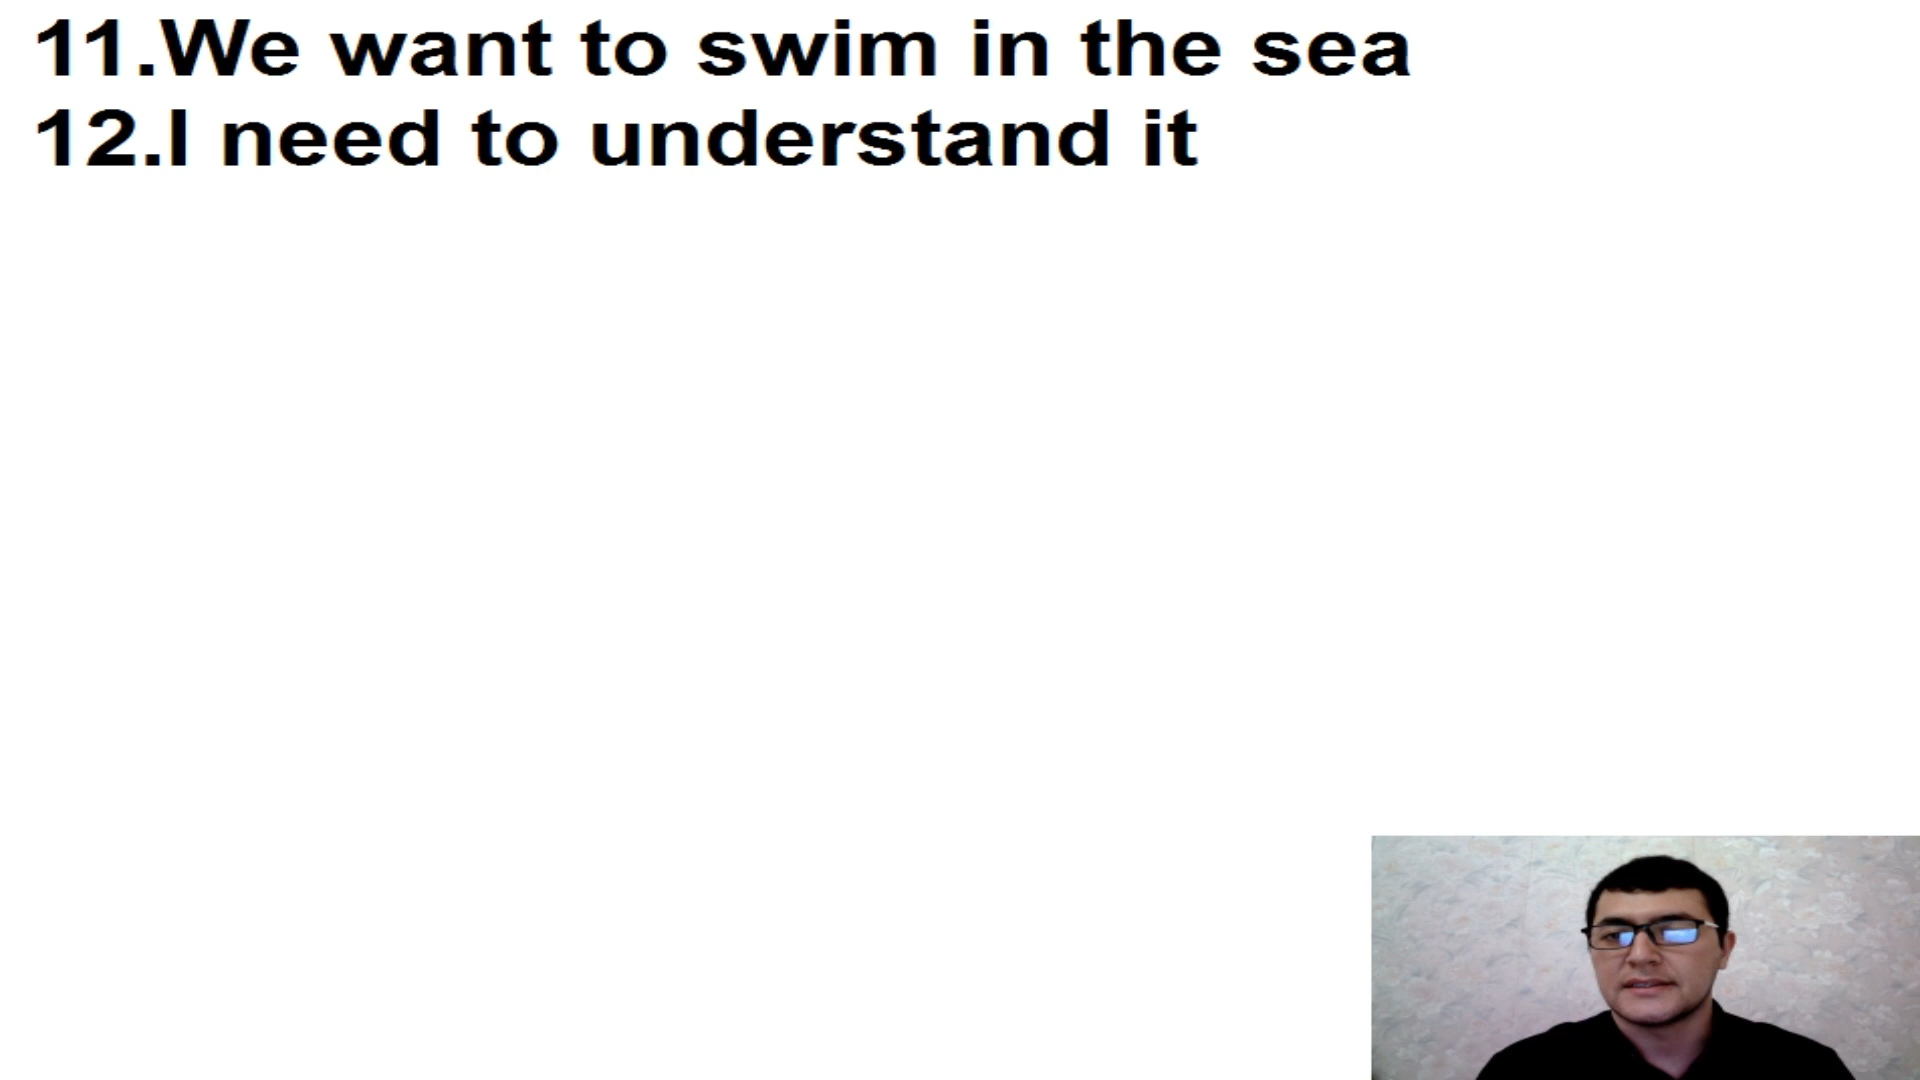 11.We want to swim in the sea
12.I need to understand it